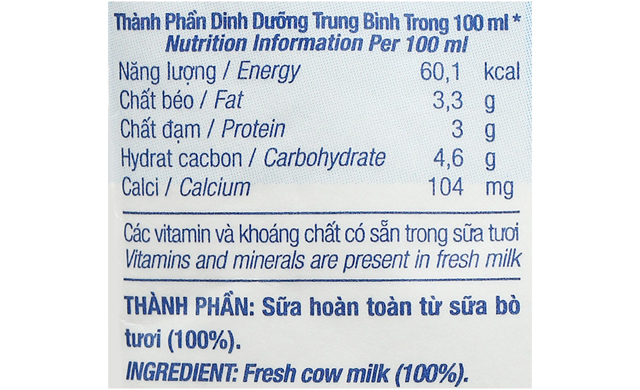 Thành Phần Dinh Dưỡng Trung Bình Trong 100 ml *
Nutrition Information Per 100 ml
Năng lượng / Energy 60,1 kcal
Chất béo / Fat 3,3 g
Chất đạm / Protein 3 g
Hydrat cacbon / Carbohydrate 4,6 g
Calci / Calcium 104 mg
Các vitamin và khoáng chất có sẵn trong sữa tươi
Vitamins and minerals are present in fresh milk
THÀNH PHẦN: Sữa hoàn toàn từ sữa bò
tươi (100%).
INGREDIENT: Fresh cow milk (100%).